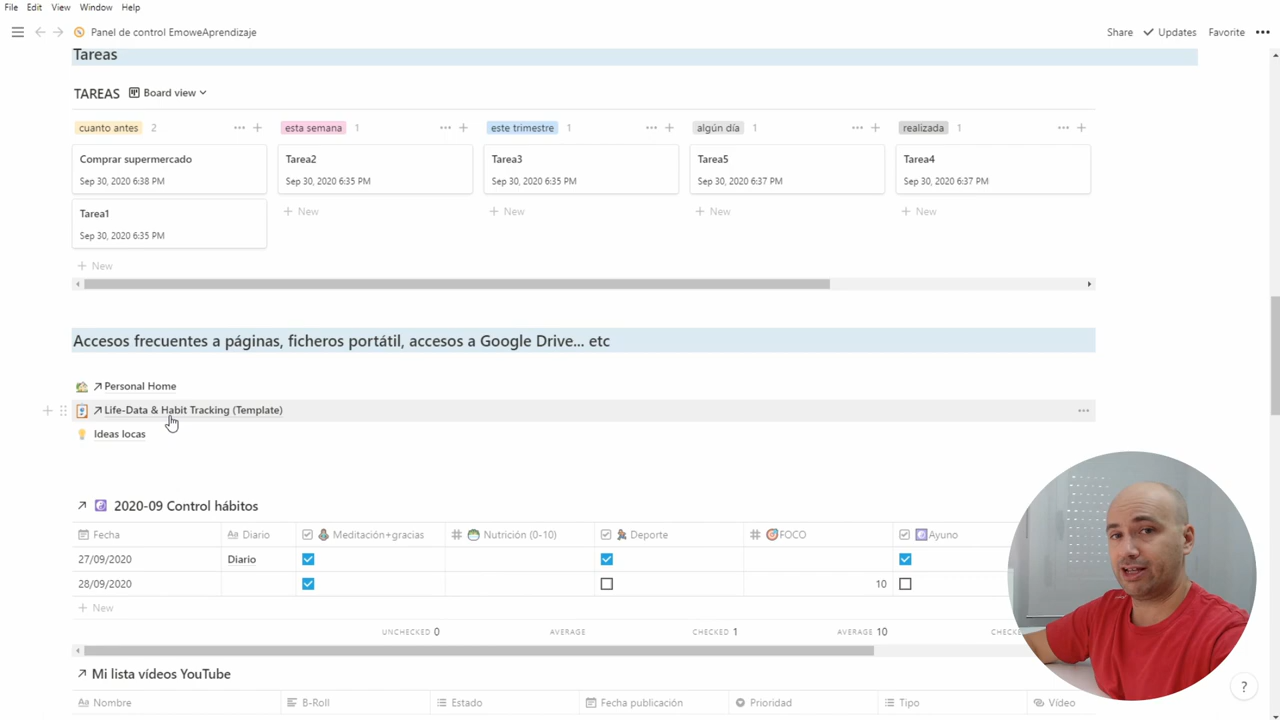 File Edit View Window Help
Panel de control EmoweAprendizaje Share Updates Favorite
Tareas
TAREAS Board view
cuanto antes 2 esta semana 1 este trimestre 1 algún día 1 realizada 1
Comprar supermercado Tarea2 Tarea3 Tarea5 Tarea4
Sep 30, 2020 6:38 PM Sep 30, 2020 6:35 PM Sep 30, 2020 6:35 PM Sep 30, 2020 6:37 PM Sep 30, 2020 6:37 PM
Tarea1 + New + New + New + New
Sep 30, 2020 6:35 PM
+ New
Accesos frecuentes a páginas, ficheros portátil, accesos a Google Drive... etc
Personal Home
Life-Data & Habit Tracking (Template)
Ideas locas
2020-09 Control hábitos
Fecha Aa Diario Meditación+gracias # Nutrición (0-10) Deporte # FOCO Ayuno
27/09/2020 Diario
28/09/2020 10
+ New
UNCHECKED 0 AVERAGE CHECKED 1 AVERAGE 10
Mi lista vídeos YouTube
Aa Nombre B-Roll Estado Fecha publicación Prioridad Tipo Vídeo
?